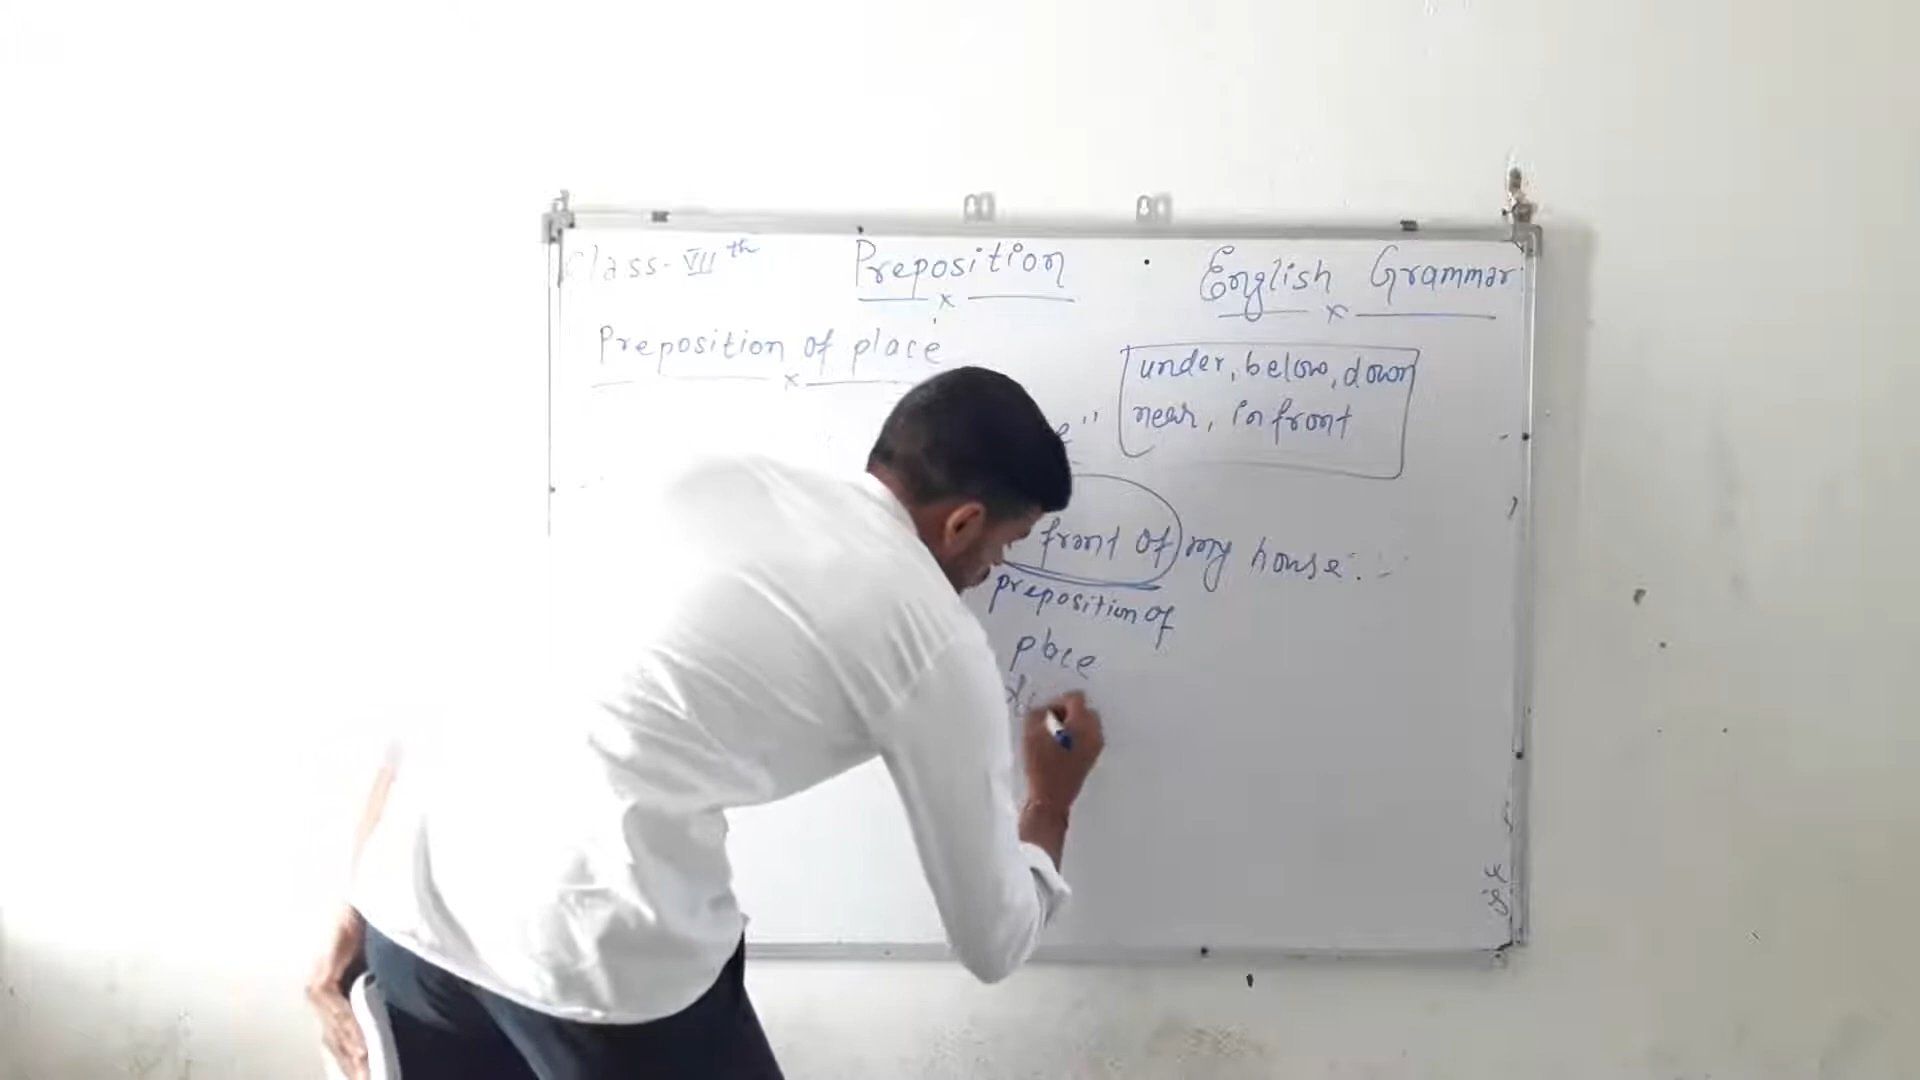 Class-VIIth Preposition English Grammar
Preposition of place
under, below, down
near, in front
front of my house.
preposition of
place